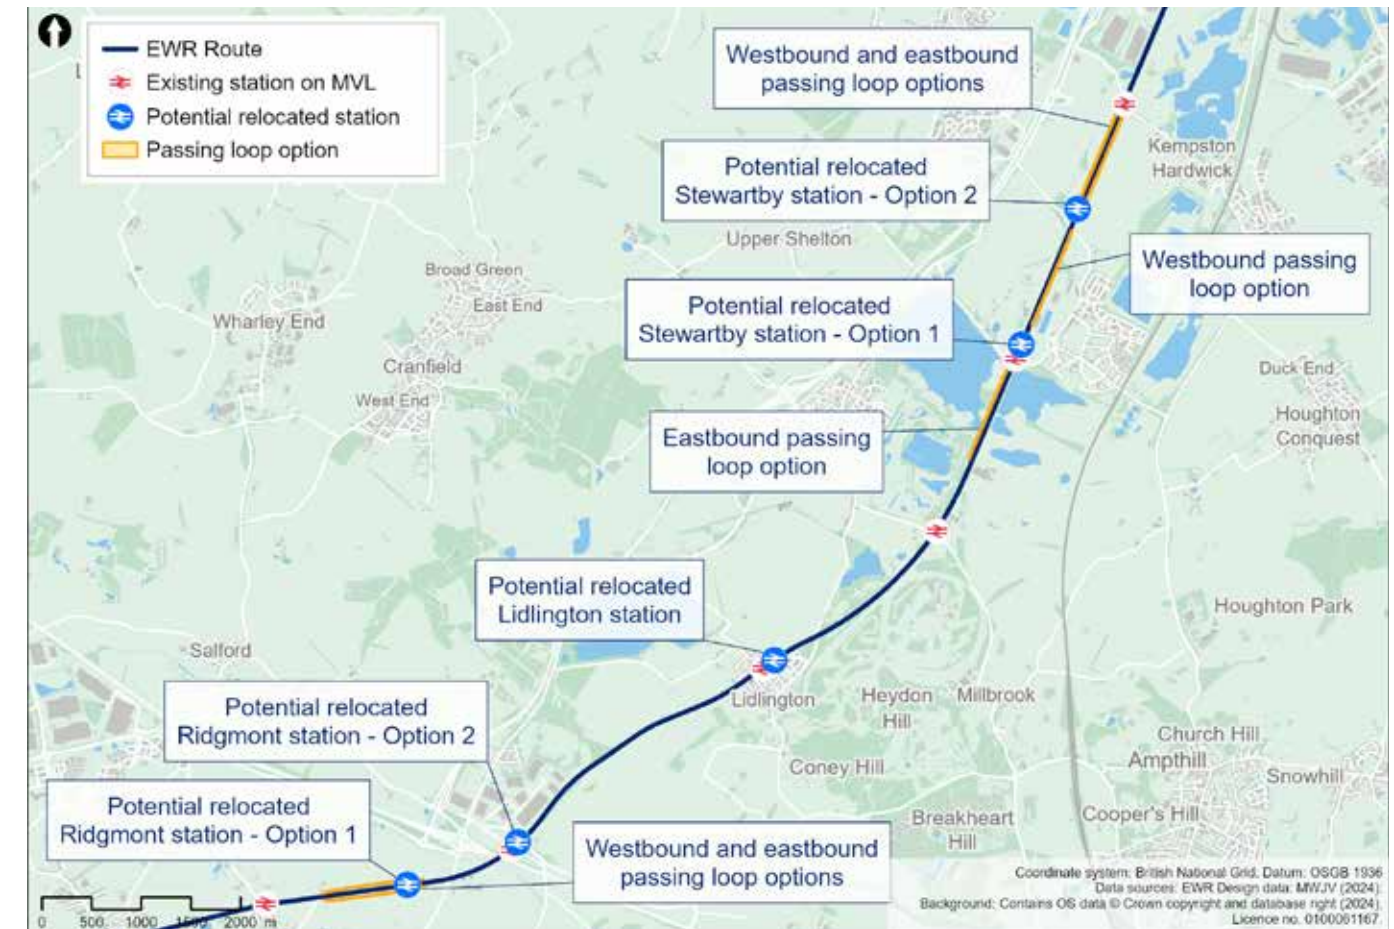 EWR Route
Existing station on MVL
Potential relocated station
Passing loop option
Westbound and eastbound
passing loop options
Kempston
Hardwick
Potential relocated
Stewartby station - Option 2
Upper Shelton
Westbound passing
loop option
Broad Green
East End
Wharley End
Potential relocated
Stewartby station - Option 1
Cranfield
West End
Duck End
Houghton
Conquest
Eastbound passing
loop option
Potential relocated
Lidlington station
Houghton Park
Salford
Lidlington
Heydon
Hill
Millbrook
Potential relocated
Ridgmont station - Option 2
Church Hill
Ampthill
Snowhill
Coney Hill
Cooper's Hill
Breakheart
Hill
Potential relocated
Ridgmont station - Option 1
Westbound and eastbound
passing loop options
Coordinate system: British National Grid. Datum: OSGB 1936
Data sources: EWR Design data: MWJV (2024).
Background: Contains OS data © Crown copyright and database right (2024).
Licence no. 0100061167.
0 500 1000 1500 2000 m